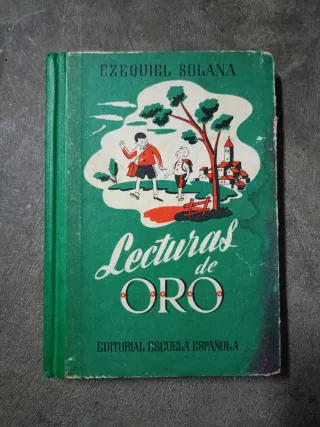 EZEQUIEL SOLANA
Lecturas
de
ORO
EDITORIAL ESCUELA ESPAÑOLA